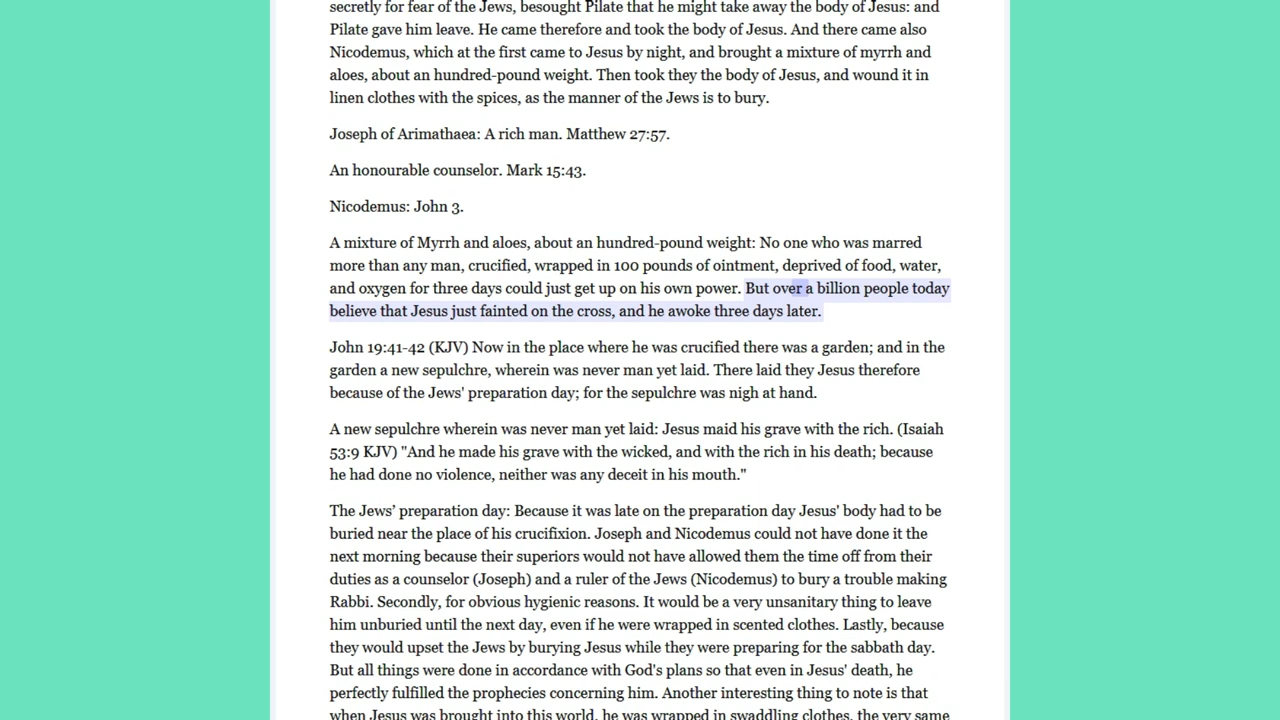 secretly for fear of the Jews, besought Pilate that he might take away the body of Jesus: and
Pilate gave him leave. He came therefore and took the body of Jesus. And there came also
Nicodemus, which at the first came to Jesus by night, and brought a mixture of myrrh and
aloes, about an hundred-pound weight. Then took they the body of Jesus, and wound it in
linen clothes with the spices, as the manner of the Jews is to bury.
Joseph of Arimathaea: A rich man. Matthew 27:57.
An honourable counselor. Mark 15:43.
Nicodemus: John 3.
A mixture of Myrrh and aloes, about an hundred-pound weight: No one who was marred
more than any man, crucified, wrapped in 100 pounds of ointment, deprived of food, water,
and oxygen for three days could just get up on his own power. But over a billion people today
believe that Jesus just fainted on the cross, and he awoke three days later.
John 19:41-42 (KJV) Now in the place where he was crucified there was a garden; and in the
garden a new sepulchre, wherein was never man yet laid. There laid they Jesus therefore
because of the Jews' preparation day; for the sepulchre was nigh at hand.
A new sepulchre wherein was never man yet laid: Jesus maid his grave with the rich. (Isaiah
53:9 KJV) "And he made his grave with the wicked, and with the rich in his death; because
he had done no violence, neither was any deceit in his mouth."
The Jews’ preparation day: Because it was late on the preparation day Jesus' body had to be
buried near the place of his crucifixion. Joseph and Nicodemus could not have done it the
next morning because their superiors would not have allowed them the time off from their
duties as a counselor (Joseph) and a ruler of the Jews (Nicodemus) to bury a trouble making
Rabbi. Secondly, for obvious hygienic reasons. It would be a very unsanitary thing to leave
him unburied until the next day, even if he were wrapped in scented clothes. Lastly, because
they would upset the Jews by burying Jesus while they were preparing for the sabbath day.
But all things were done in accordance with God's plans so that even in Jesus' death, he
perfectly fulfilled the prophecies concerning him. Another interesting thing to note is that
when Jesus was brought into this world, he was wrapped in swaddling clothes, the very same